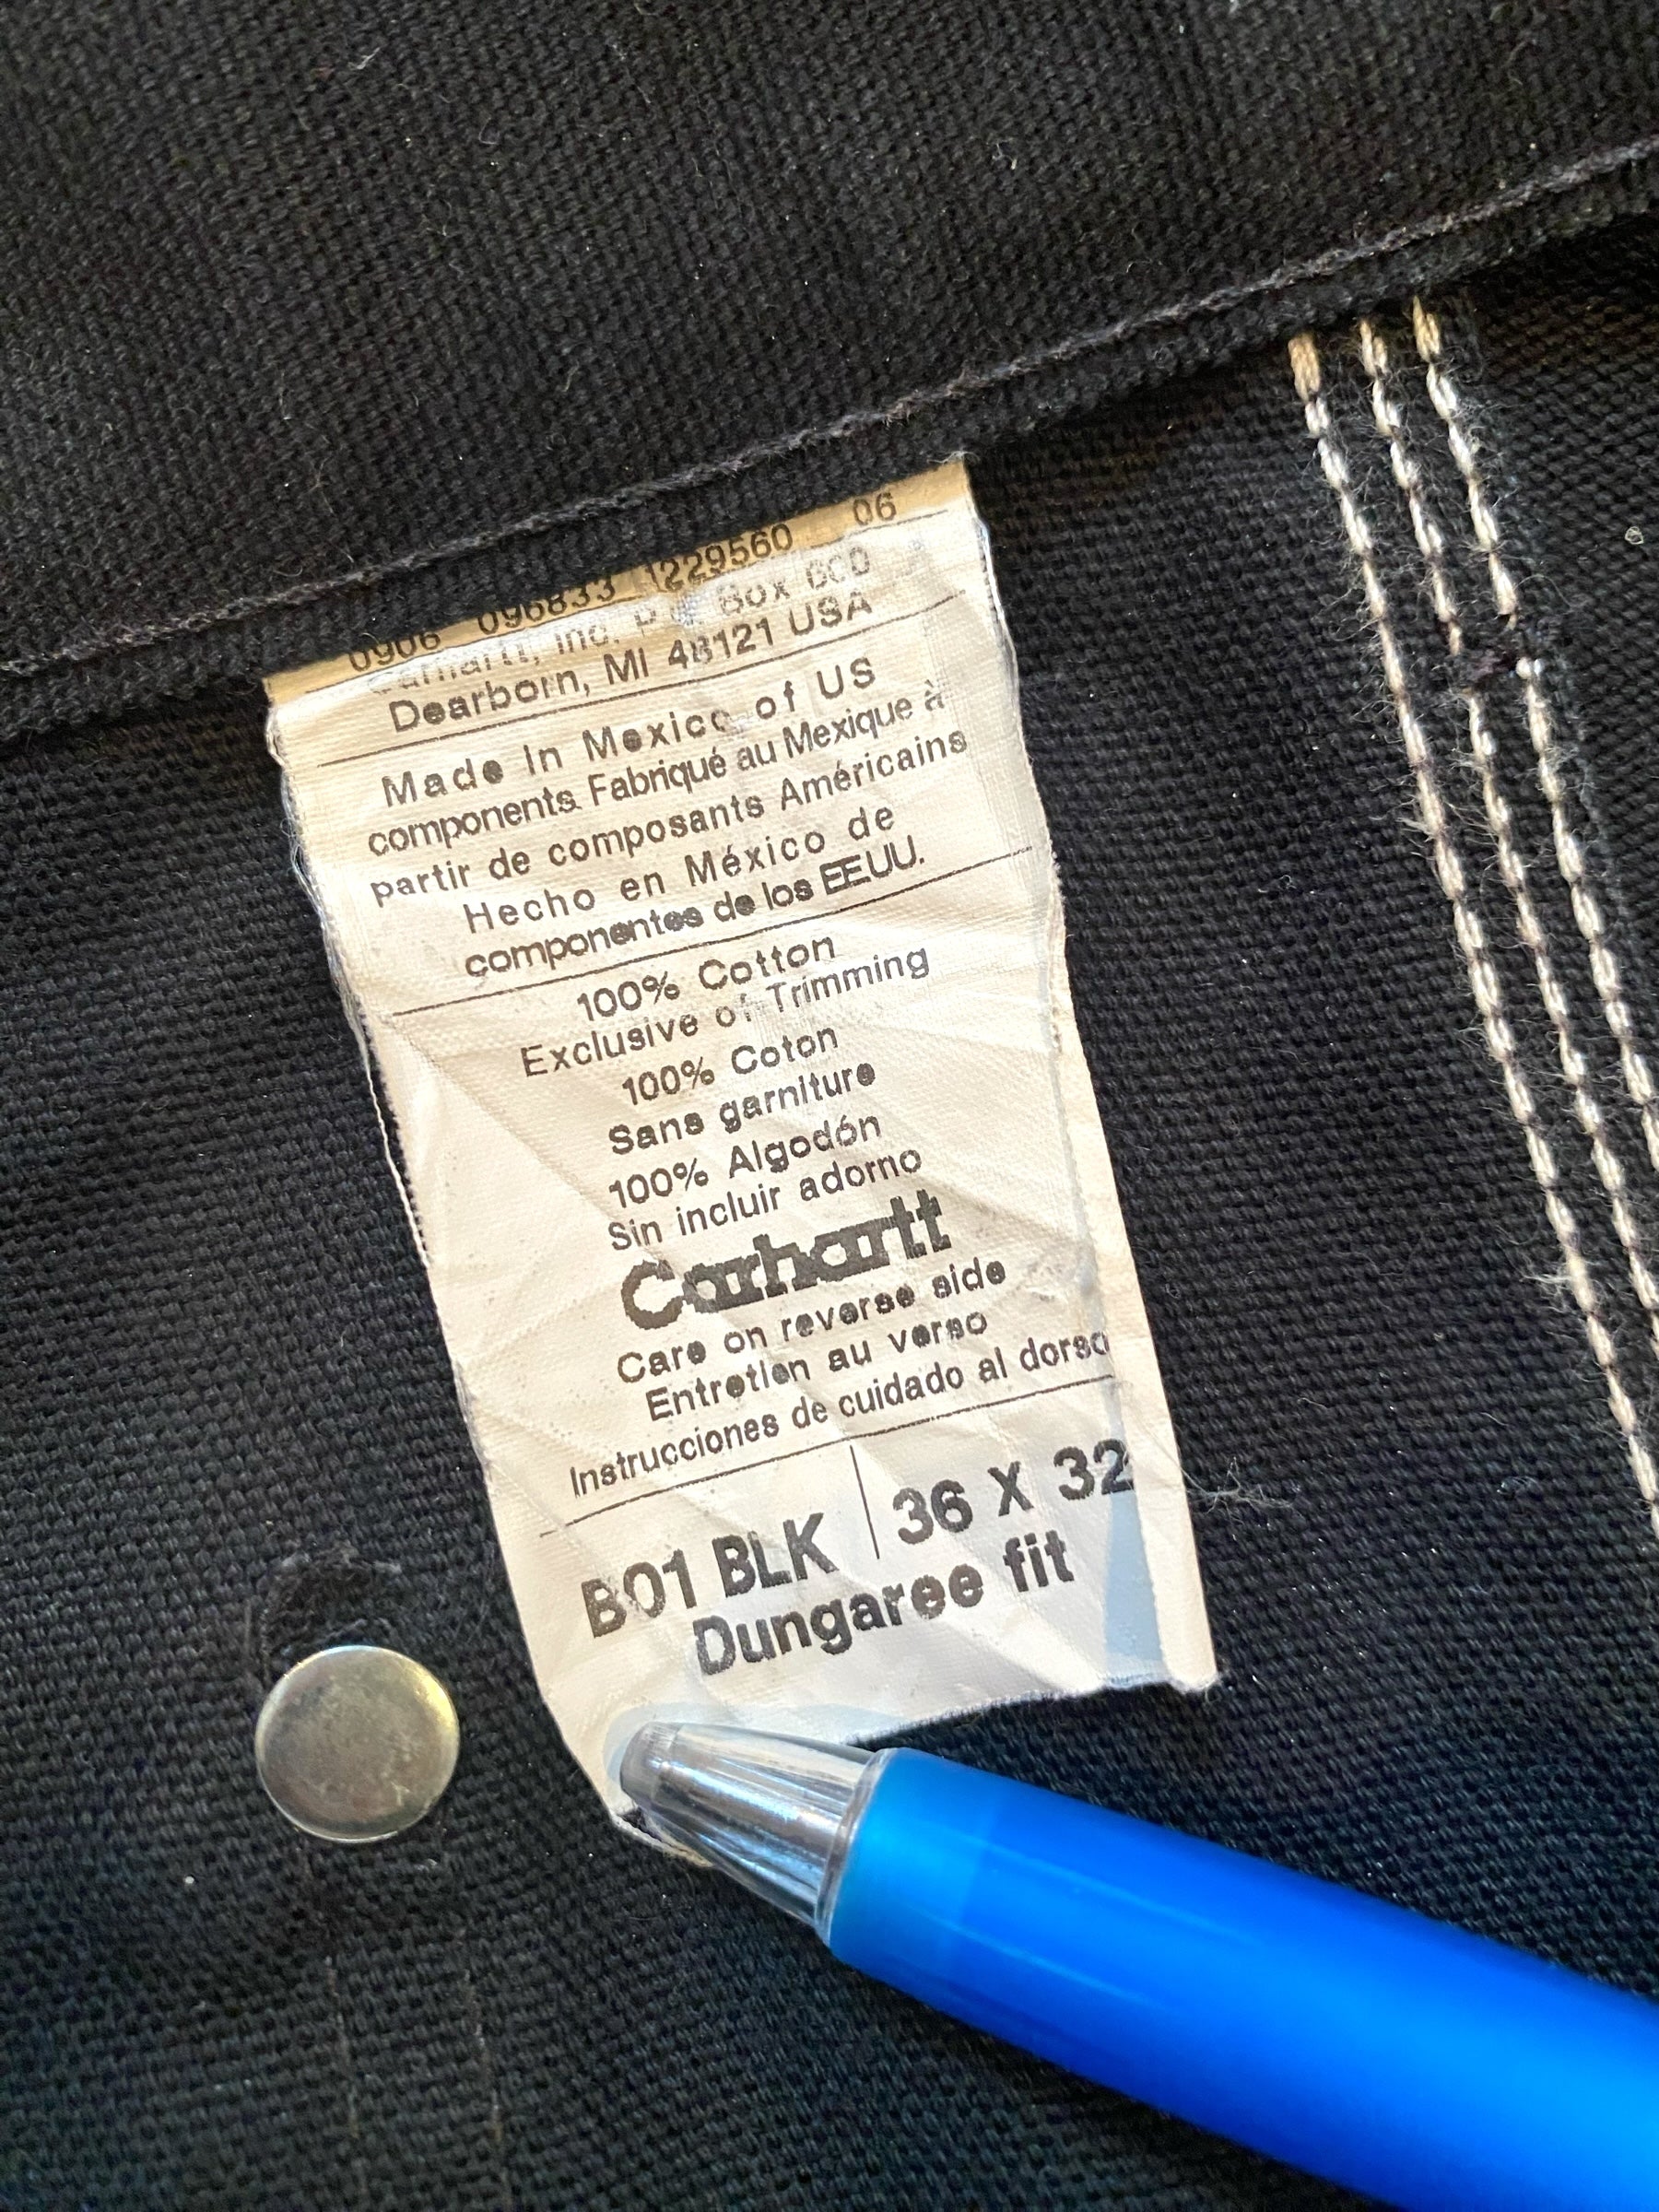 0906 096833 1229560 06
Carhartt, Inc. P Box
Dearborn, MI 48121 USA
Made In Mexico of US
components. Fabriqué au Mexique à
partir de composants Américains
Hecho en México de
componentes de los EEUU.
100% Cotton
Exclusive of Trimming
100% Coton
Sans garniture
100% Algodón
Sin incluir adorno
Carhartt
Care on reverse side
Entretien au verso
Instrucciones de cuidado al dorso
B01 BLK 36 X 32
Dungaree fit